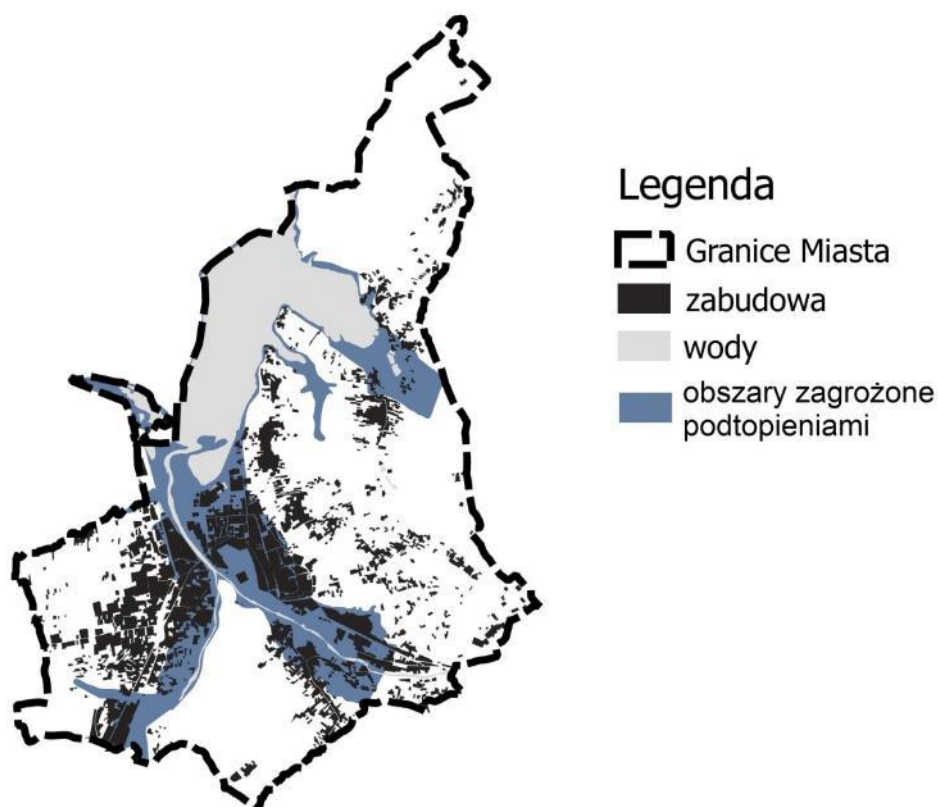 Legenda
Granice Miasta
zabudowa
wody
obszary zagrożone
podtopieniami